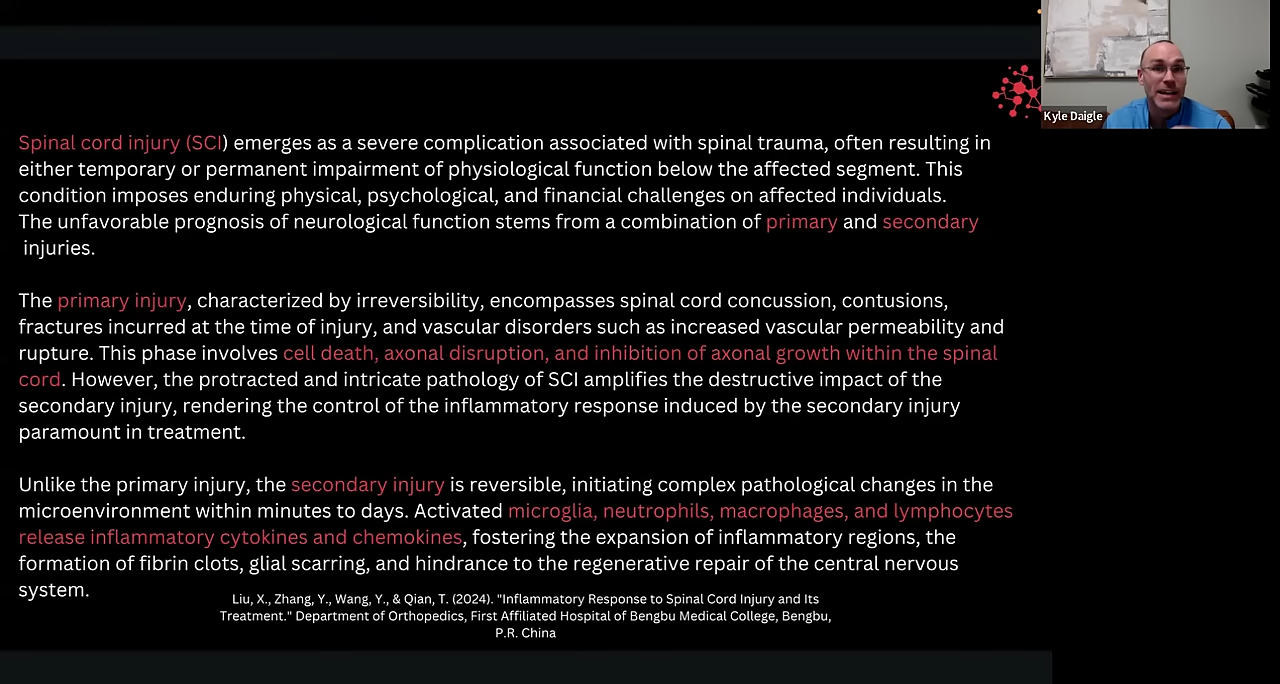 Kyle Daigle
Spinal cord injury (SCI) emerges as a severe complication associated with spinal trauma, often resulting in
either temporary or permanent impairment of physiological function below the affected segment. This
condition imposes enduring physical, psychological, and financial challenges on affected individuals.
The unfavorable prognosis of neurological function stems from a combination of primary and secondary
injuries.
The primary injury, characterized by irreversibility, encompasses spinal cord concussion, contusions,
fractures incurred at the time of injury, and vascular disorders such as increased vascular permeability and
rupture. This phase involves cell death, axonal disruption, and inhibition of axonal growth within the spinal
cord. However, the protracted and intricate pathology of SCI amplifies the destructive impact of the
secondary injury, rendering the control of the inflammatory response induced by the secondary injury
paramount in treatment.
Unlike the primary injury, the secondary injury is reversible, initiating complex pathological changes in the
microenvironment within minutes to days. Activated microglia, neutrophils, macrophages, and lymphocytes
release inflammatory cytokines and chemokines, fostering the expansion of inflammatory regions, the
formation of fibrin clots, glial scarring, and hindrance to the regenerative repair of the central nervous
system.
Liu, X., Zhang, Y., Wang, Y., & Qian, T. (2024). "Inflammatory Response to Spinal Cord Injury and Its
Treatment." Department of Orthopedics, First Affiliated Hospital of Bengbu Medical College, Bengbu,
P.R. China